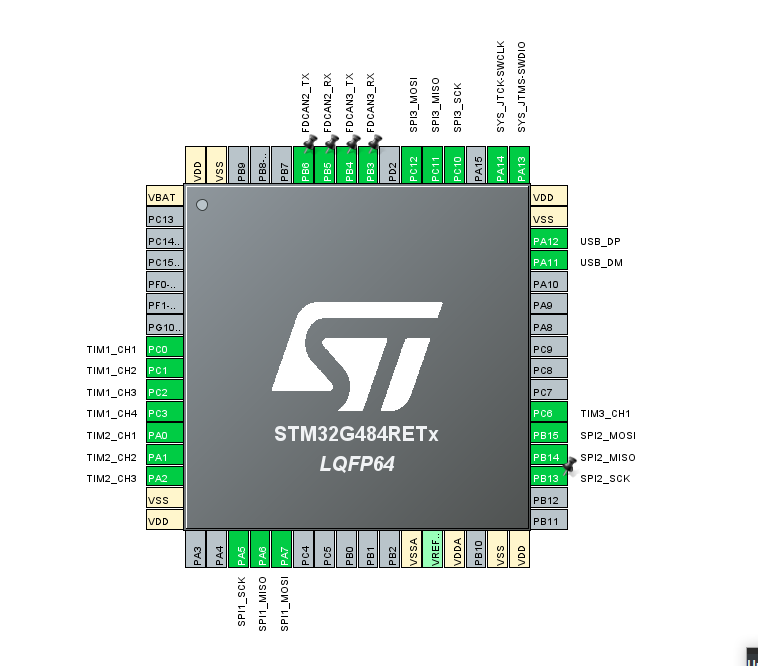 FDCAN2_TX
FDCAN2_RX
FDCAN3_TX
FDCAN3_RX
SPI3_MOSI
SPI3_MISO
SPI3_SCK
SYS_JTCK-SWCLK
SYS_JTMS-SWDIO
VDD
VSS
PB9
PB8-..
PB7
PB6
PB5
PB4
PB3
PD2
PC12
PC11
PC10
PA15
PA14
PA13
VBAT
PC13
PC14..
PC15..
PF0-..
PF1-..
PG10..
TIM1_CH1 PC0
TIM1_CH2 PC1
TIM1_CH3 PC2
TIM1_CH4 PC3
TIM2_CH1 PA0
TIM2_CH2 PA1
TIM2_CH3 PA2
VSS
VDD
ST
STM32G484RETx
LQFP64
VDD
VSS
PA12 USB_DP
PA11 USB_DM
PA10
PA9
PA8
PC9
PC8
PC7
PC6 TIM3_CH1
PB15 SPI2_MOSI
PB14 SPI2_MISO
PB13 SPI2_SCK
PB12
PB11
PA3
PA4
PA5
PA6
PA7
PC4
PC5
PB0
PB1
PB2
VSSA
VREF..
VDDA
PB10
VSS
VDD
SPI1_SCK
SPI1_MISO
SPI1_MOSI